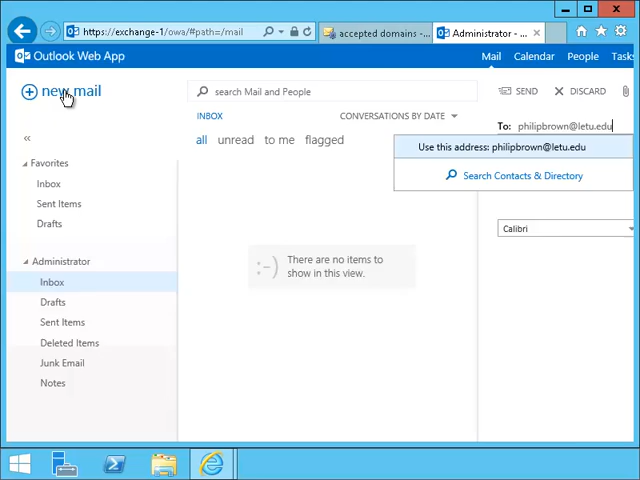 https://exchange-1/owa/#path=/mail
accepted domains -...
Administrator - ...
Outlook Web App
Mail Calendar People Tasks
new mail
search Mail and People
SEND DISCARD
INBOX CONVERSATIONS BY DATE
To: philipbrown@letu.edu
all unread to me flagged
Use this address: philipbrown@letu.edu
Search Contacts & Directory
«
Favorites
Inbox
Sent Items
Drafts
Calibri
Administrator
There are no items to
:-) show in this view.
Inbox
Drafts
Sent Items
Deleted Items
Junk Email
Notes